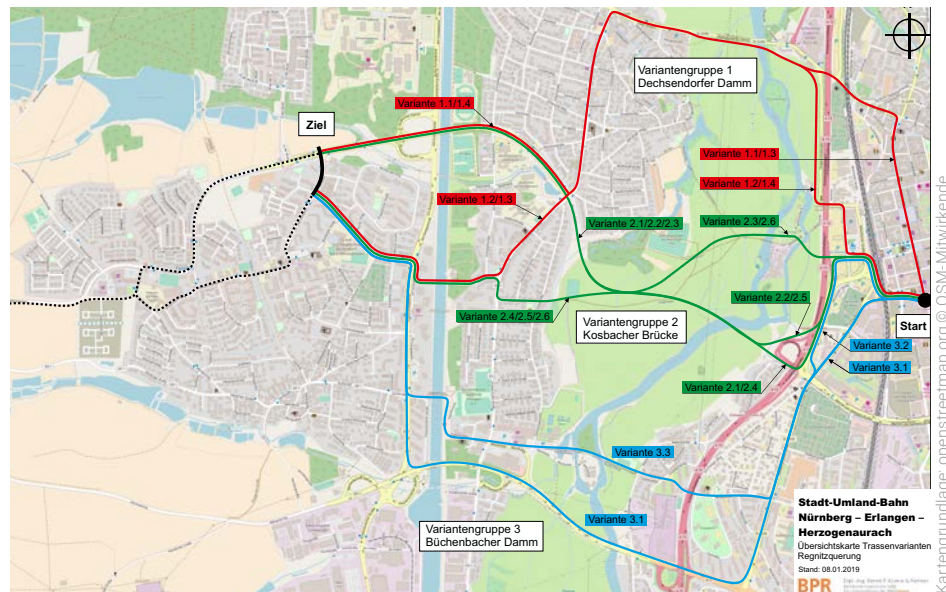 Variantengruppe 1
Dechsendorfer Damm
Variante 1.1/1.4
Ziel
Variante 1.1/1.3
Variante 1.2/1.4
Variante 1.2/1.3
Variante 2.1/2.2/2.3
Variante 2.3/2.6
Variante 2.2/2.5
Variante 2.4/2.5/2.6
Variantengruppe 2
Kosbacher Brücke
Start
Variante 3.2
Variante 3.1
Variante 2.1/2.4
Variante 3.3
Variante 3.1
Variantengruppe 3
Büchenbacher Damm
Stadt-Umland-Bahn
Nürnberg – Erlangen –
Herzogenaurach
Übersichtskarte Trassenvarianten
Regnitzquerung
Stand: 08.01.2019
BPR
Kartengrundlage: openstreetmap.org © OSM-Mitwirkende